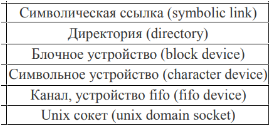 Символическая ссылка (symbolic link)
Директория (directory)
Блочное устройство (block device)
Символьное устройство (character device)
Канал, устройство fifo (fifo device)
Unix сокет (unix domain socket)